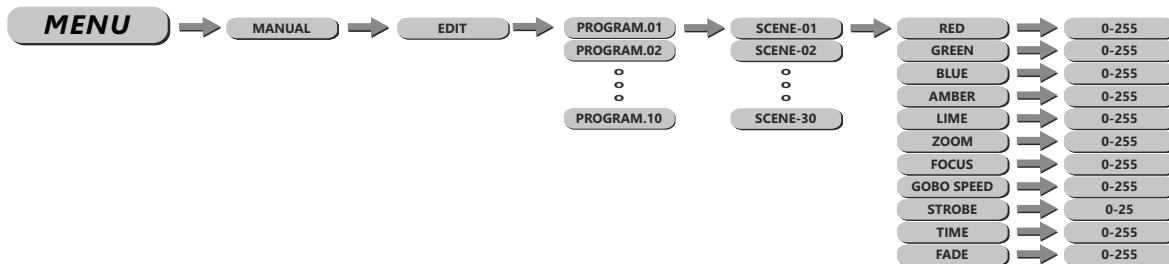 MENU MANUAL EDIT PROGRAM.01 SCENE-01 RED 0-255
PROGRAM.02 SCENE-02 GREEN 0-255
BLUE 0-255
AMBER 0-255
PROGRAM.10 SCENE-30 LIME 0-255
ZOOM 0-255
FOCUS 0-255
GOBO SPEED 0-255
STROBE 0-25
TIME 0-255
FADE 0-255